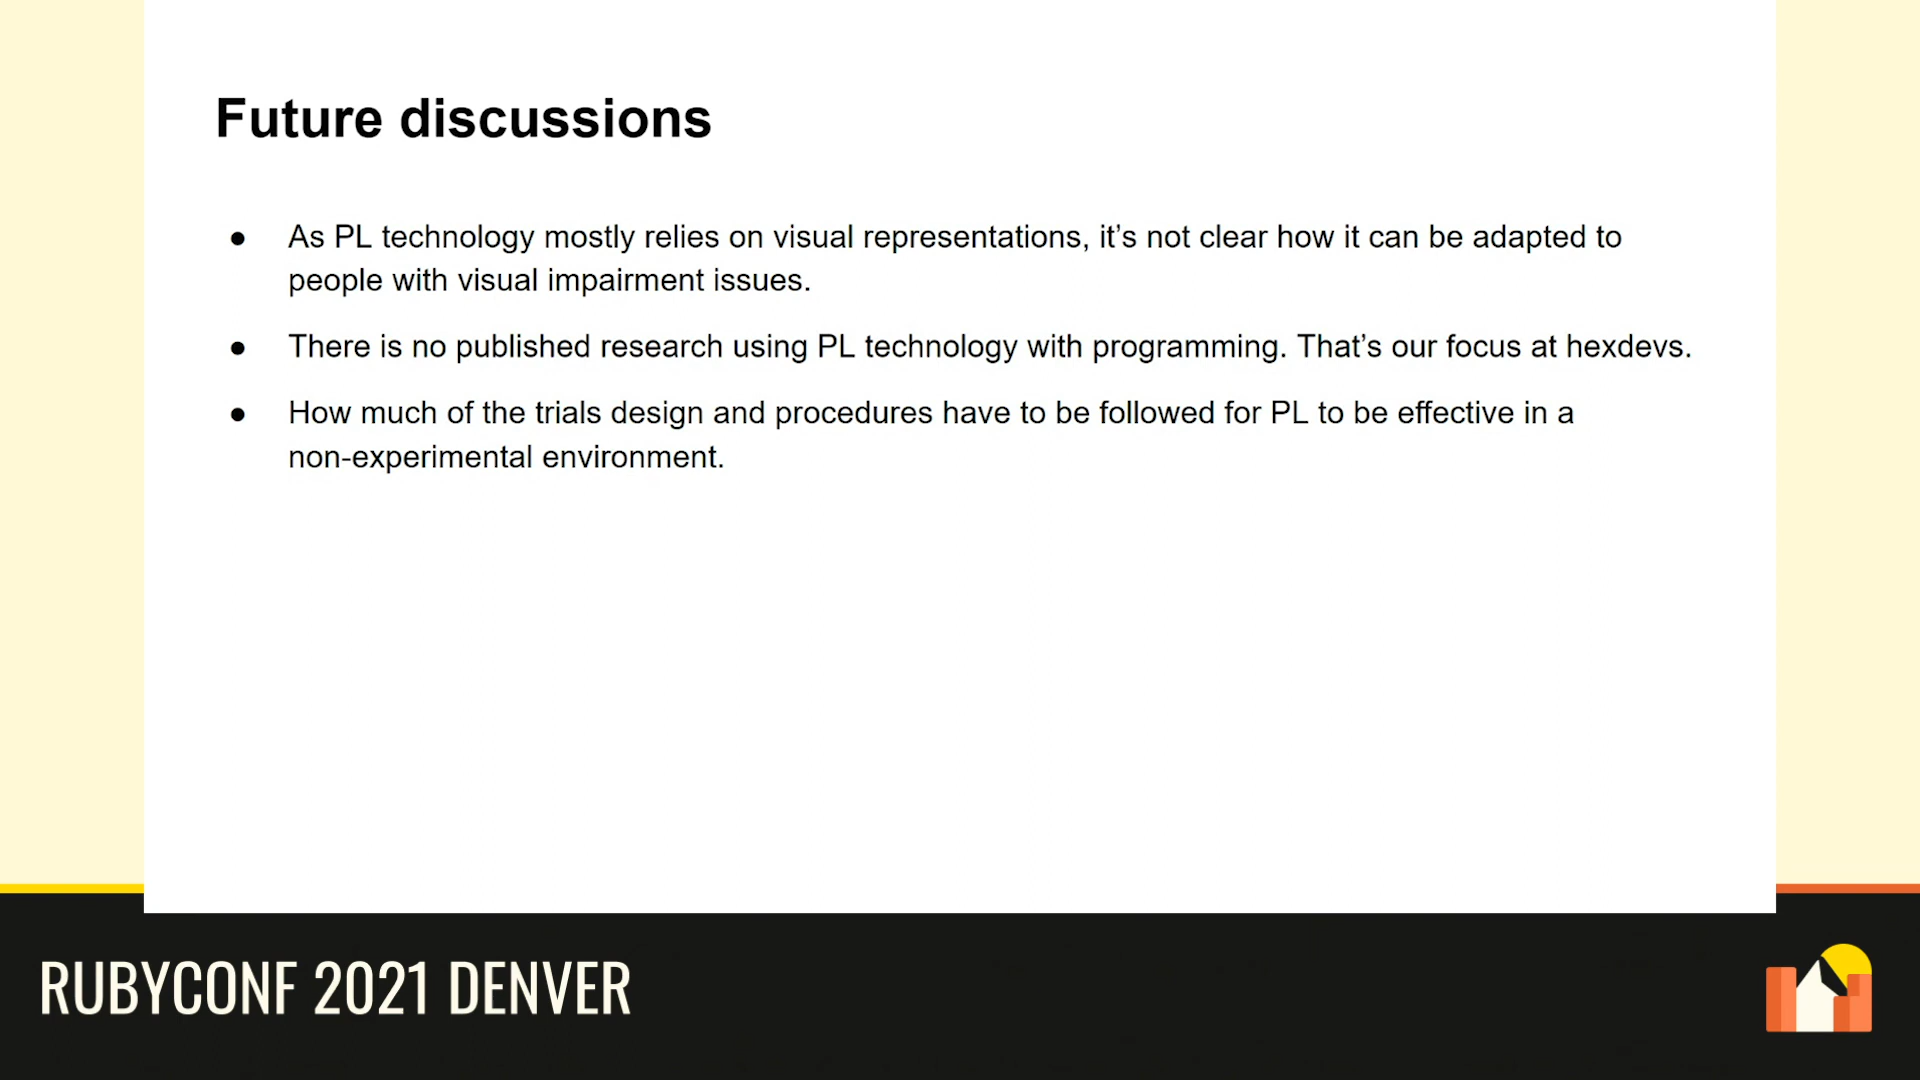 Future discussions
● As PL technology mostly relies on visual representations, it’s not clear how it can be adapted to
people with visual impairment issues.
● There is no published research using PL technology with programming. That’s our focus at hexdevs.
● How much of the trials design and procedures have to be followed for PL to be effective in a
non-experimental environment.
RUBYCONF 2021 DENVER